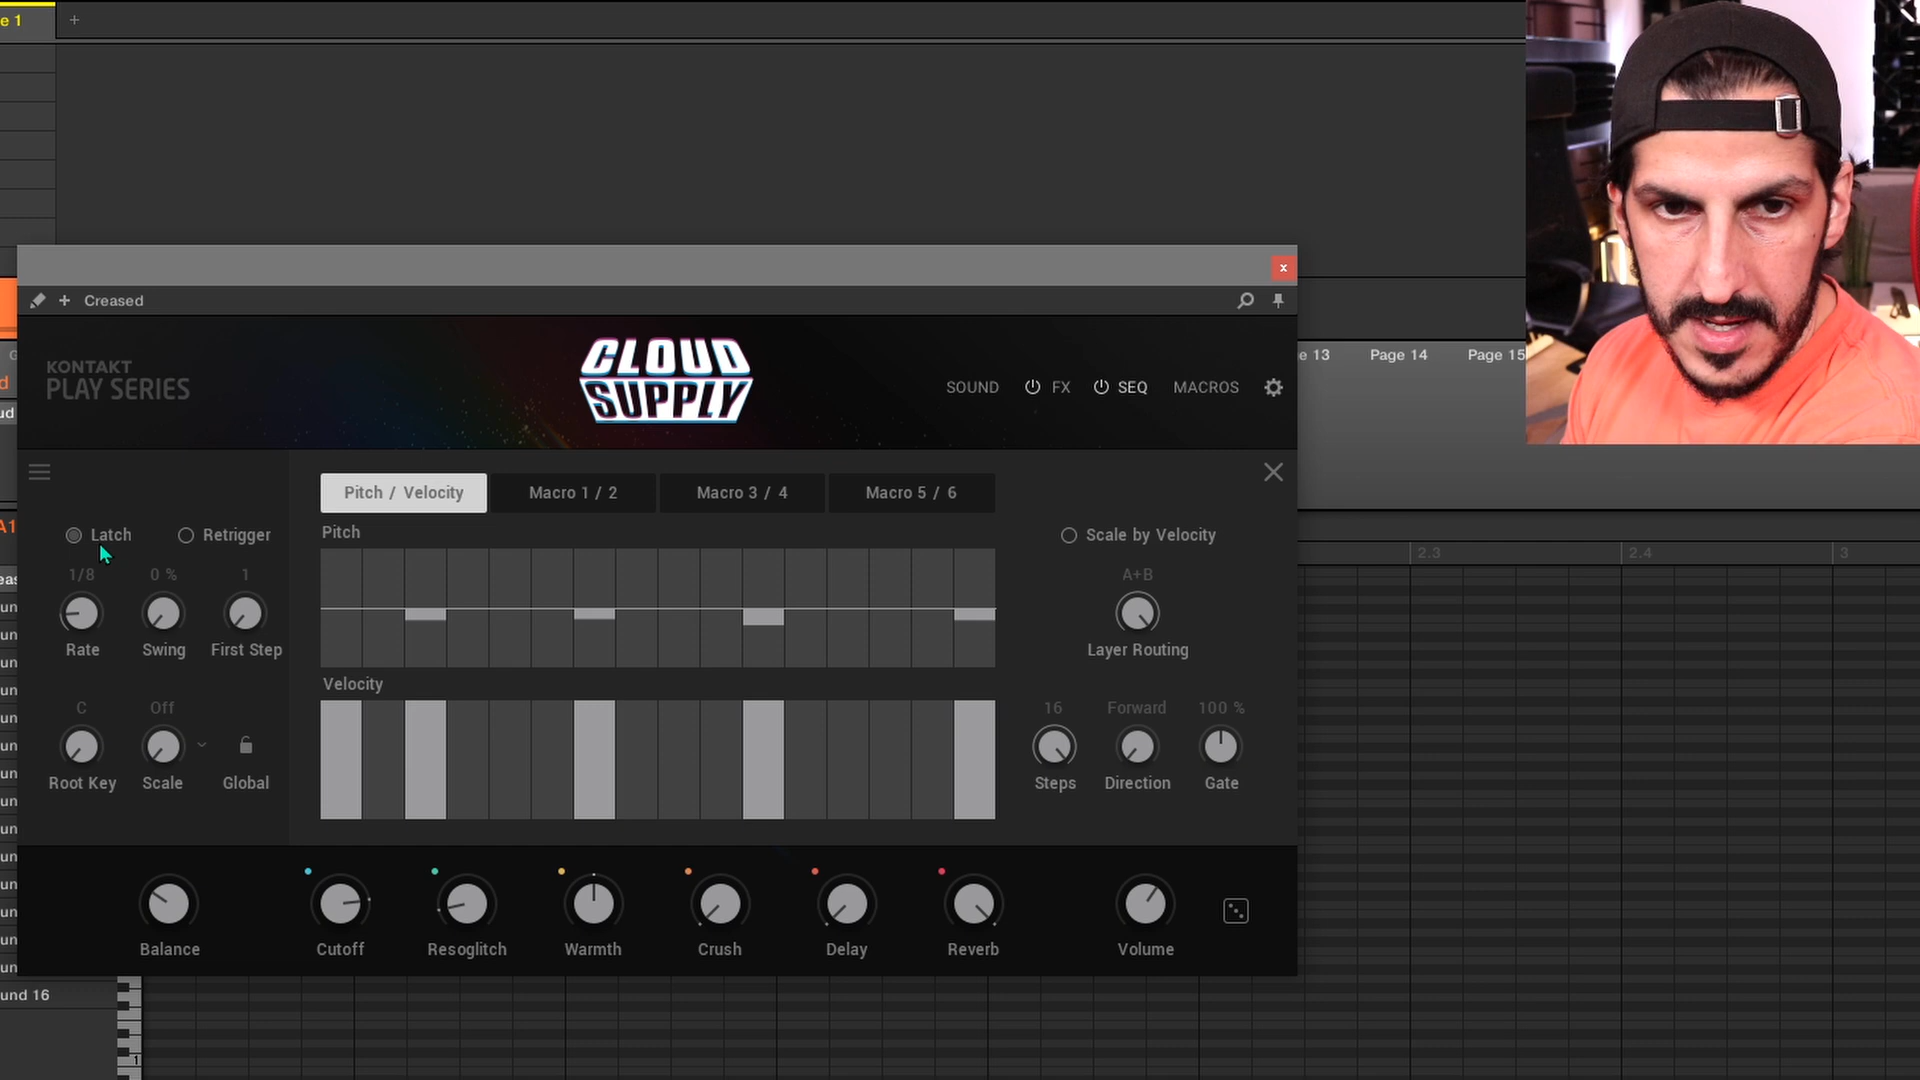 e 1
+
+ Creased
x
KONTAKT
PLAY SERIES
CLOUD
SUPPLY
SOUND
FX
SEQ
MACROS
e 13
Page 14
Page 15
ud
A1
Pitch / Velocity
Macro 1 / 2
Macro 3 / 4
Macro 5 / 6
Latch
Retrigger
Pitch
Scale by Velocity
2.3
2.4
3
1/8
0 %
1
A+B
Rate
Swing
First Step
Layer Routing
Velocity
C
Off
16
Forward
100 %
Root Key
Scale
Global
Steps
Direction
Gate
Balance
Cutoff
Resoglitch
Warmth
Crush
Delay
Reverb
Volume
und 16
1